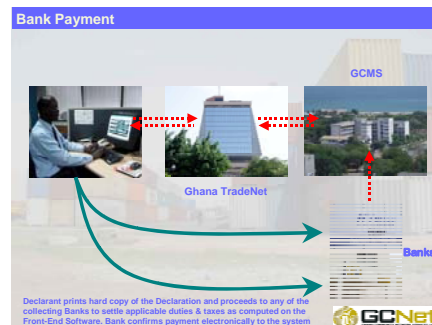 Bank Payment
GCMS
Ghana TradeNet
Banks
Declarant prints hard copy of the Declaration and proceeds to any of the
collecting Banks to settle applicable duties & taxes as computed on the
Front-End Software. Bank confirms payment electronically to the system
GCNet